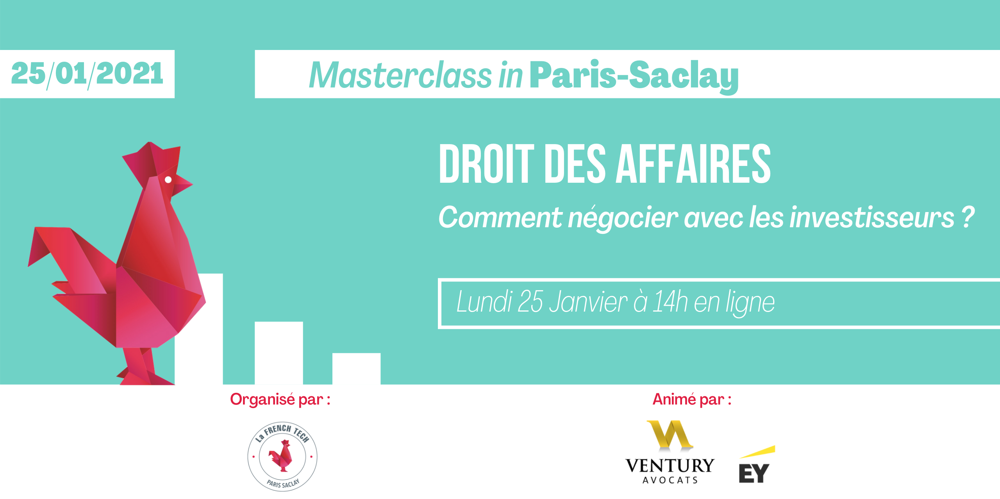 25/01/2021
Masterclass in Paris-Saclay
DROIT DES AFFAIRES
Comment négocier avec les investisseurs ?
Lundi 25 Janvier à 14h en ligne
Organisé par :
Animé par :
La FRENCH TECH
PARIS SACLAY
VENTURY
AVOCATS
EY